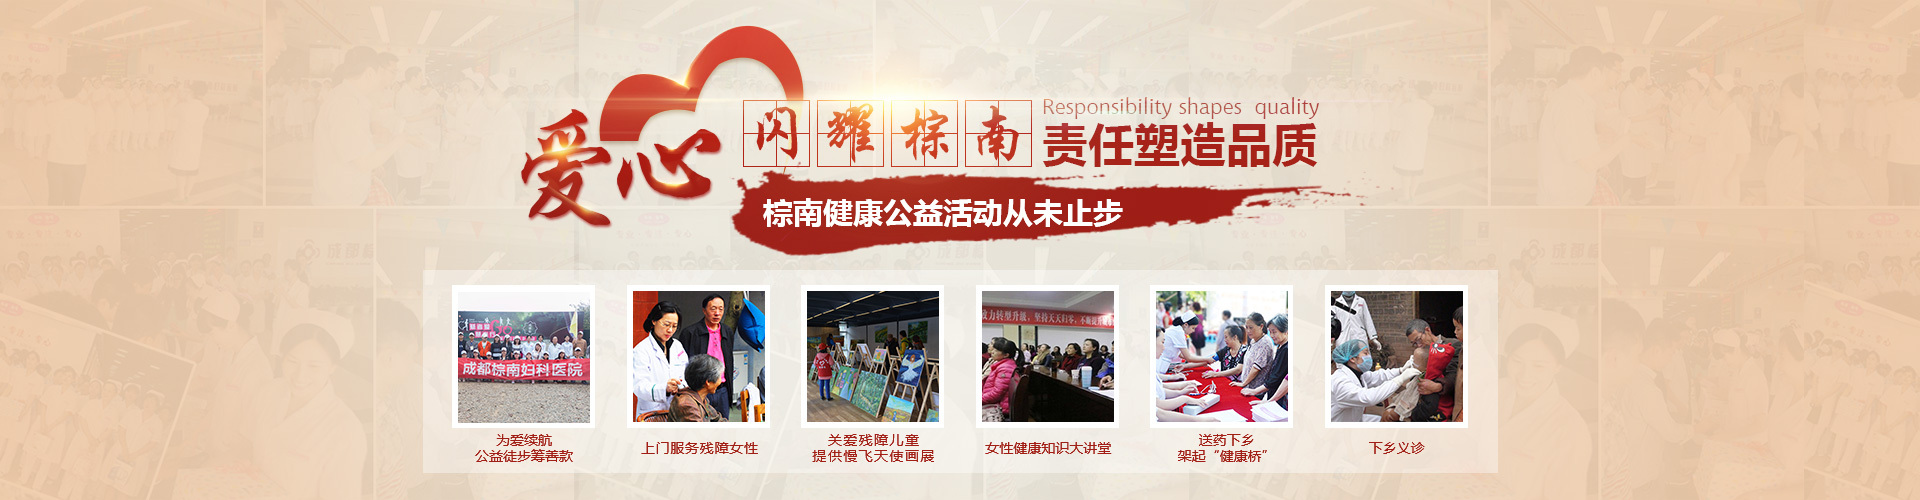 爱心
闪耀棕南
Responsibility shapes quality
责任塑造品质
棕南健康公益活动从未止步
成都棕南妇科医院
为爱续航
公益徒步筹善款
上门服务残障女性
关爱残障儿童
提供慢飞天使画展
女性健康知识大讲堂
送药下乡
架起“健康桥”
下乡义诊